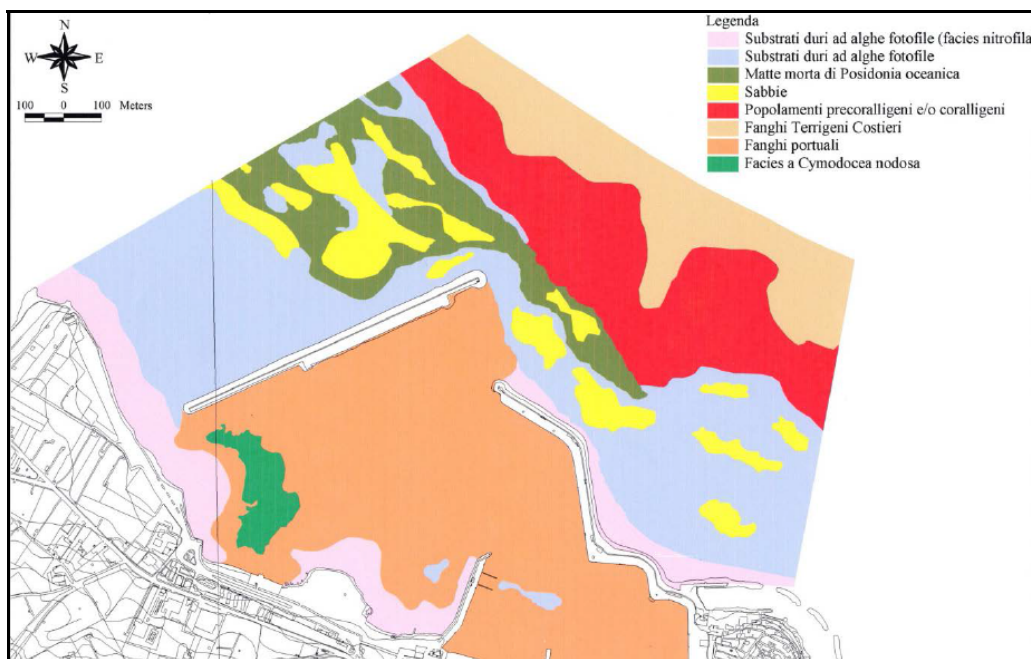 N
W E
S
100 0 100 Meters
Legenda
Substrati duri ad alghe fotofile (facies nitrofila
Substrati duri ad alghe fotofile
Matte morta di Posidonia oceanica
Sabbie
Popolamenti precoralligeni e/o coralligeni
Fanghi Terrigeni Costieri
Fanghi portuali
Facies a Cymodocea nodosa